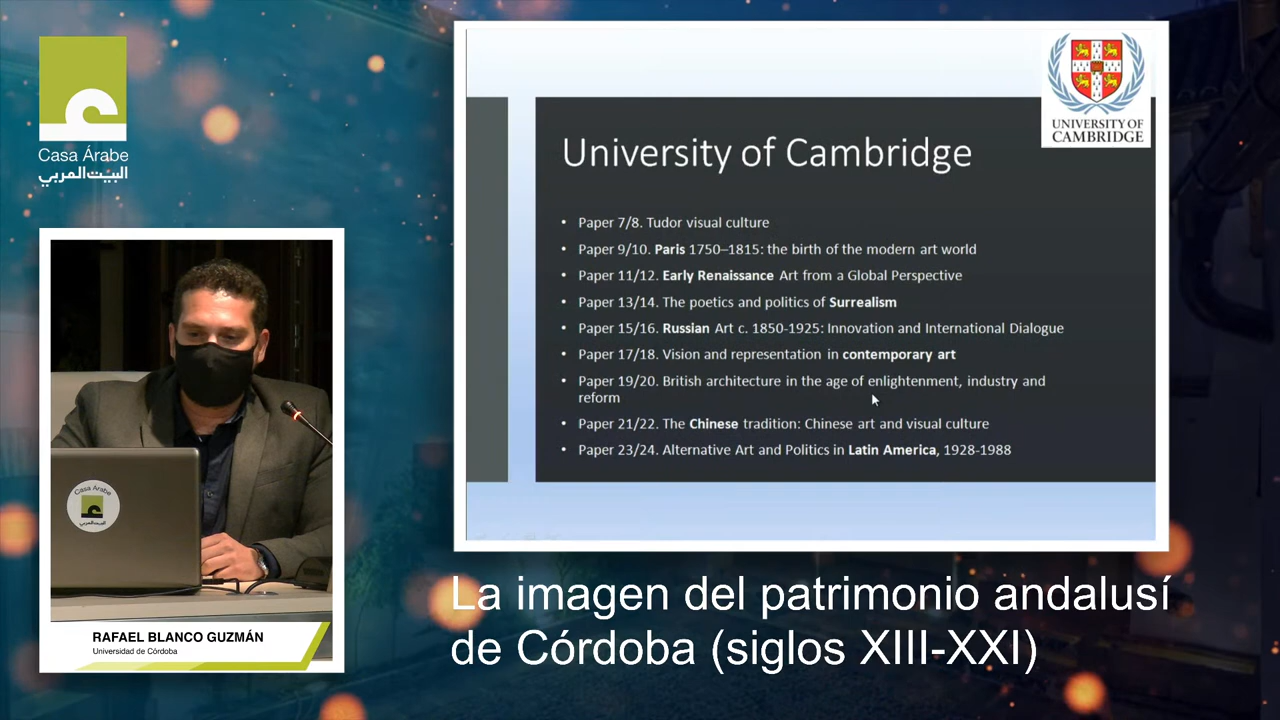 Casa Árabe
البيت العربي
UNIVERSITY OF
CAMBRIDGE
University of Cambridge
• Paper 7/8. Tudor visual culture
• Paper 9/10. Paris 1750–1815: the birth of the modern art world
• Paper 11/12. Early Renaissance Art from a Global Perspective
• Paper 13/14. The poetics and politics of Surrealism
• Paper 15/16. Russian Art c. 1850-1925: Innovation and International Dialogue
• Paper 17/18. Vision and representation in contemporary art
• Paper 19/20. British architecture in the age of enlightenment, industry and
reform
• Paper 21/22. The Chinese tradition: Chinese art and visual culture
• Paper 23/24. Alternative Art and Politics in Latin America, 1928-1988
Casa Árabe
البيت العربي
RAFAEL BLANCO GUZMÁN
Universidad de Córdoba
La imagen del patrimonio andalusí
de Córdoba (siglos XIII-XXI)